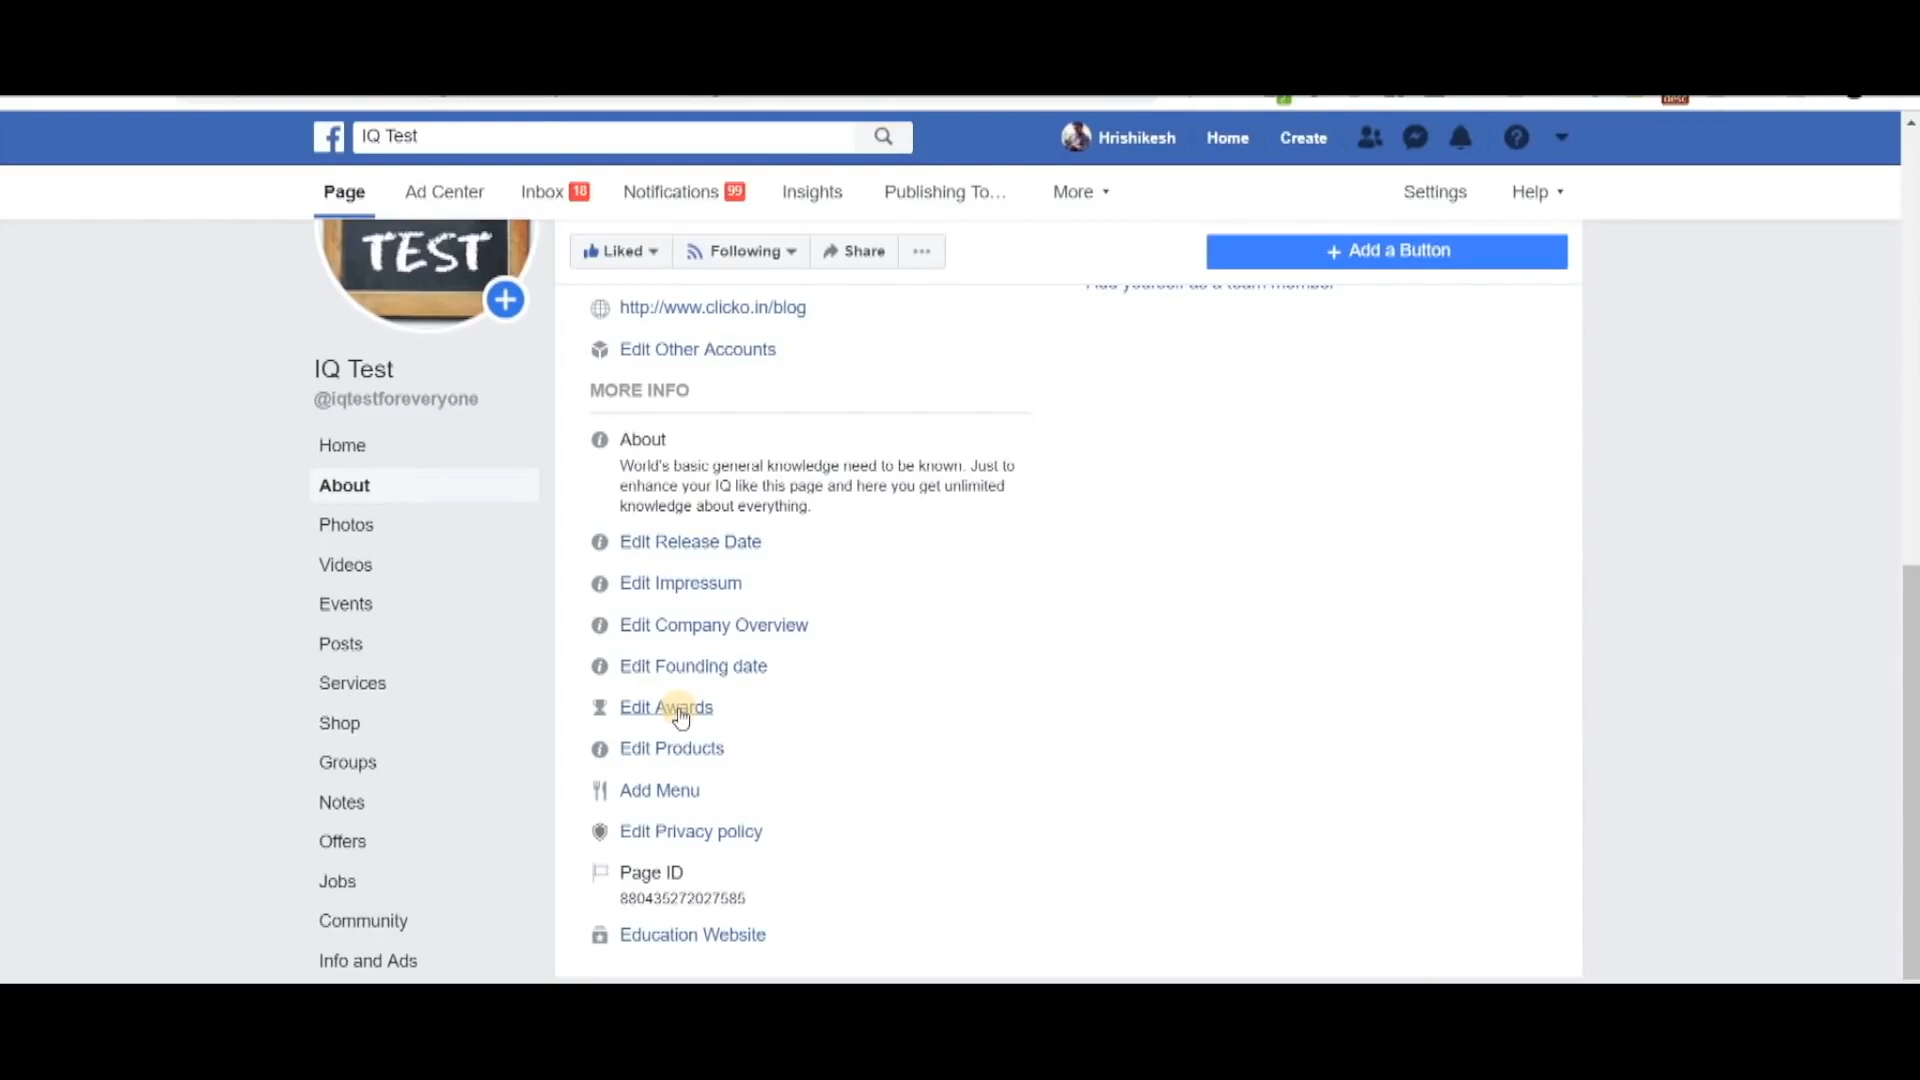 IQ Test
Hrishikesh
Home
Create
Page
Ad Center
Inbox 18
Notifications 99
Insights
Publishing To...
More
Settings
Help
TEST
Liked
Following
Share
+ Add a Button
Add yourself as a team member
http://www.clicko.in/blog
Edit Other Accounts
MORE INFO
About
World's basic general knowledge need to be known. Just to
enhance your IQ like this page and here you get unlimited
knowledge about everything.
Edit Release Date
Edit Impressum
Edit Company Overview
Edit Founding date
Edit Awards
Edit Products
Add Menu
Edit Privacy policy
Page ID
880435272027585
Education Website
IQ Test
@iqtestforeveryone
Home
About
Photos
Videos
Events
Posts
Services
Shop
Groups
Notes
Offers
Jobs
Community
Info and Ads